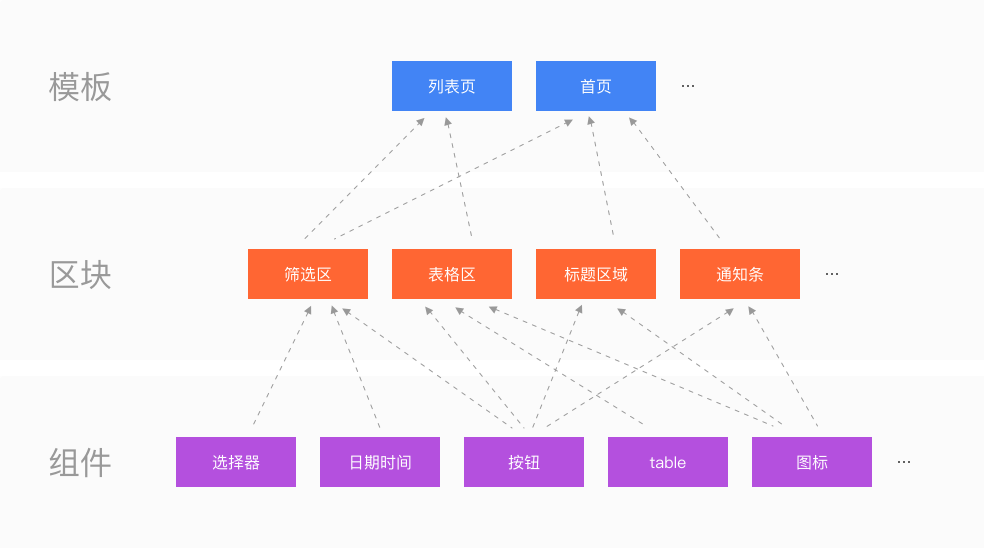 模板
列表页
首页
...
区块
筛选区
表格区
标题区域
通知条
...
组件
选择器
日期时间
按钮
table
图标
...